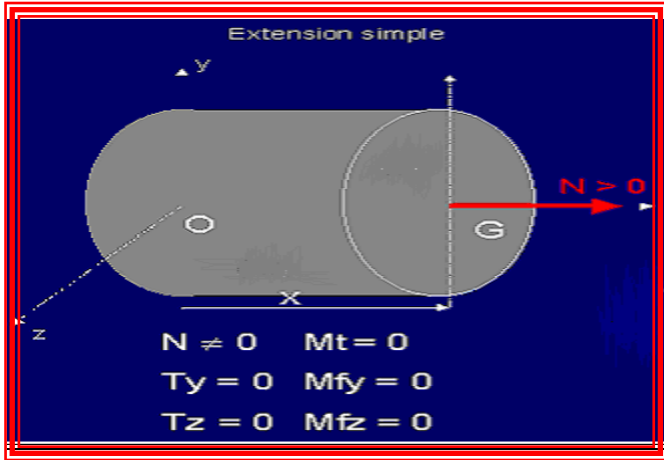 Extension simple
y
N > 0
O
G
x
z
N ≠ 0 Mt = 0
Ty = 0 Mfy = 0
Tz = 0 Mfz = 0